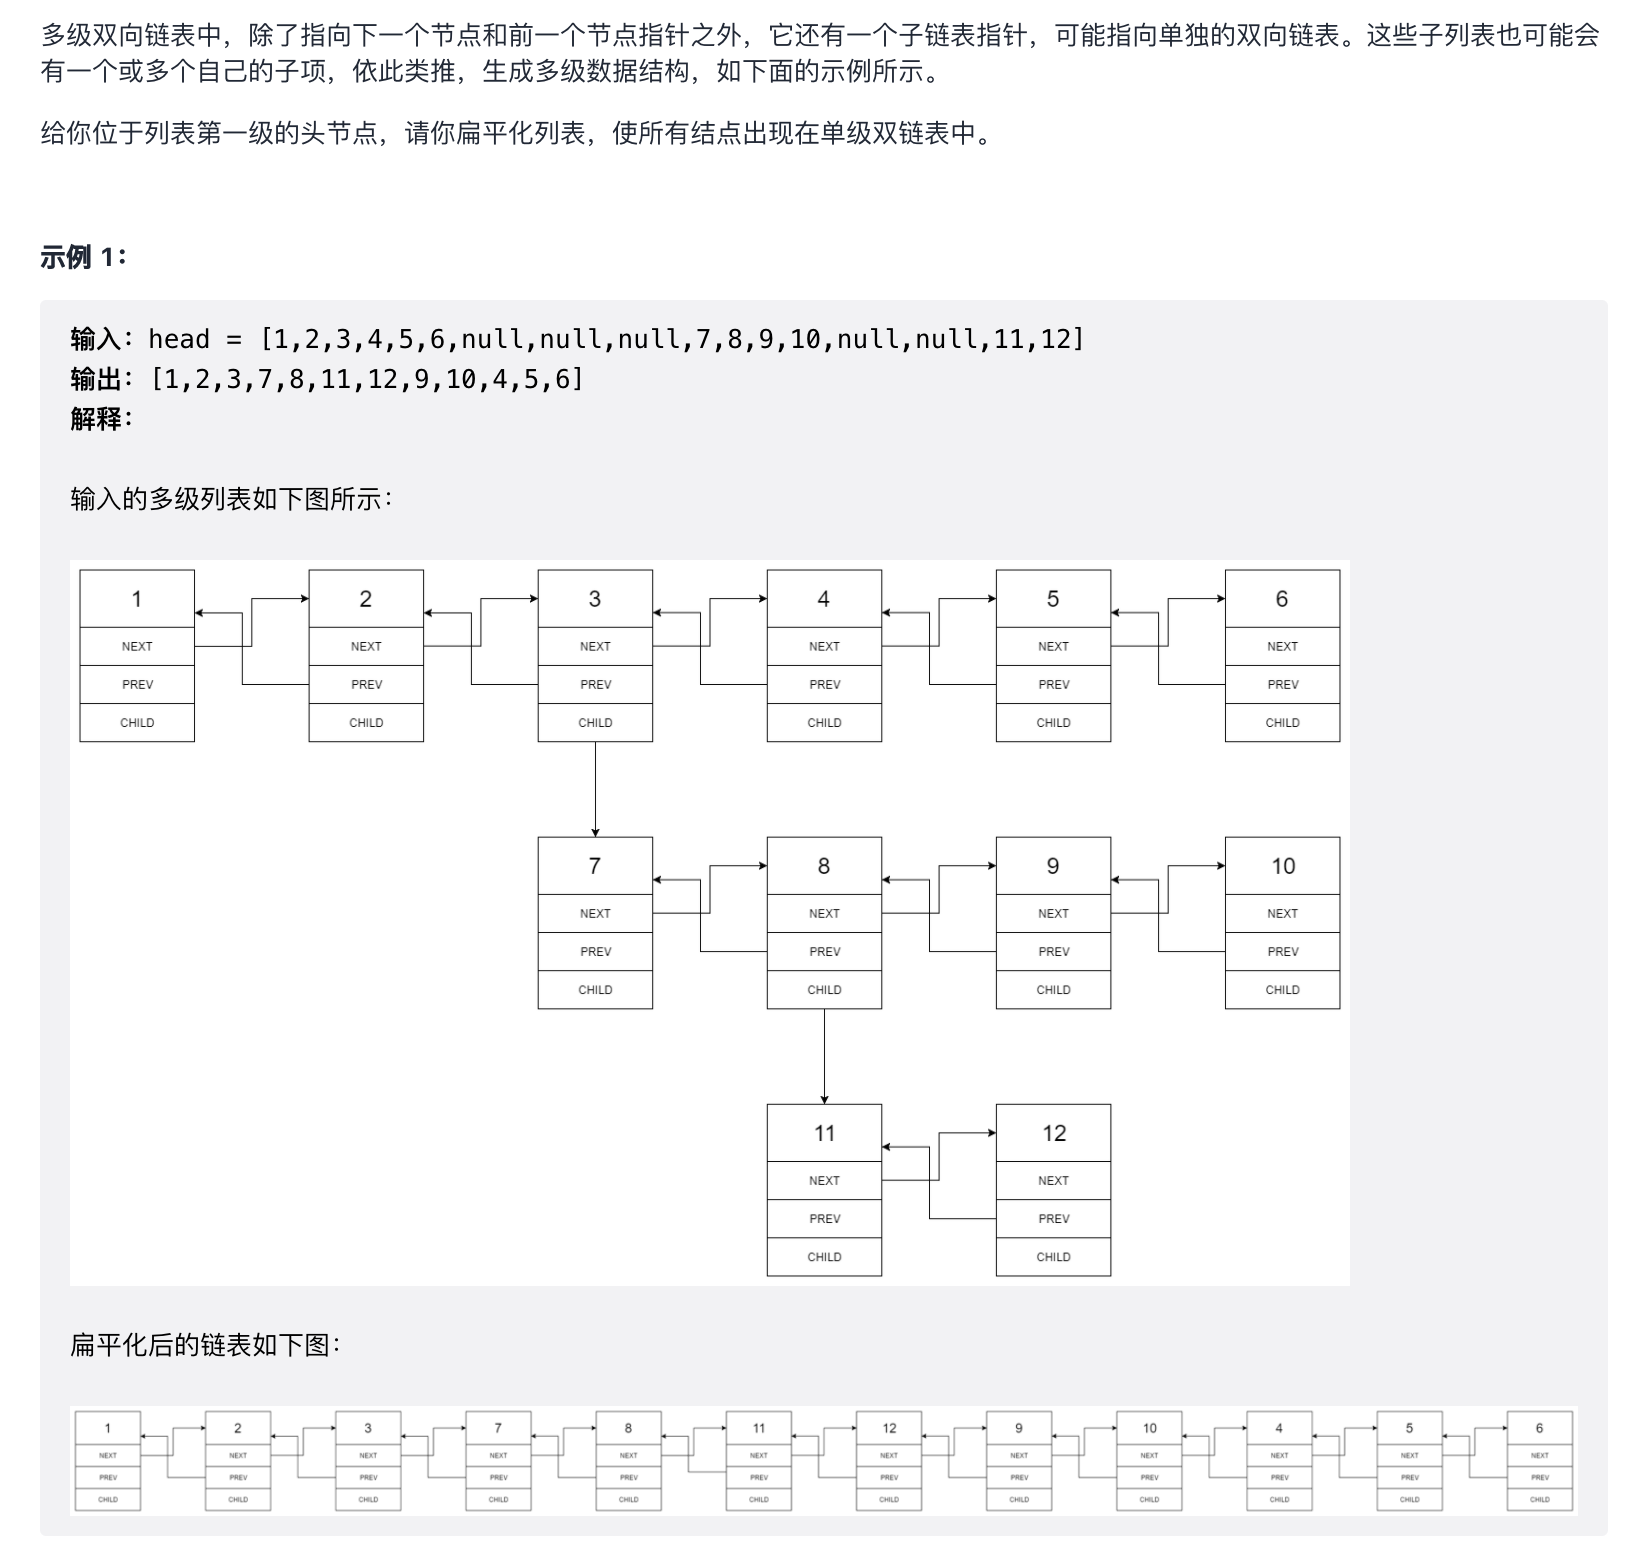 多级双向链表中，除了指向下一个节点和前一个节点指针之外，它还有一个子链表指针，可能指向单独的双向链表。这些子列表也可能会
有一个或多个自己的子项，依此类推，生成多级数据结构，如下面的示例所示。
给你位于列表第一级的头节点，请你扁平化列表，使所有结点出现在单级双链表中。
示例 1：
输入：head = [1,2,3,4,5,6,null,null,null,7,8,9,10,null,null,11,12]
输出：[1,2,3,7,8,11,12,9,10,4,5,6]
解释：
输入的多级列表如下图所示：
1 2 3 4 5 6
NEXT NEXT NEXT NEXT NEXT NEXT
PREV PREV PREV PREV PREV PREV
CHILD CHILD CHILD CHILD CHILD CHILD
7 8 9 10
NEXT NEXT NEXT NEXT
PREV PREV PREV PREV
CHILD CHILD CHILD CHILD
11 12
NEXT NEXT
PREV PREV
CHILD CHILD
扁平化后的链表如下图：
1 2 3 7 8 11 12 9 10 4 5 6
NEXT NEXT NEXT NEXT NEXT NEXT NEXT NEXT NEXT NEXT NEXT NEXT
PREV PREV PREV PREV PREV PREV PREV PREV PREV PREV PREV PREV
CHILD CHILD CHILD CHILD CHILD CHILD CHILD CHILD CHILD CHILD CHILD CHILD